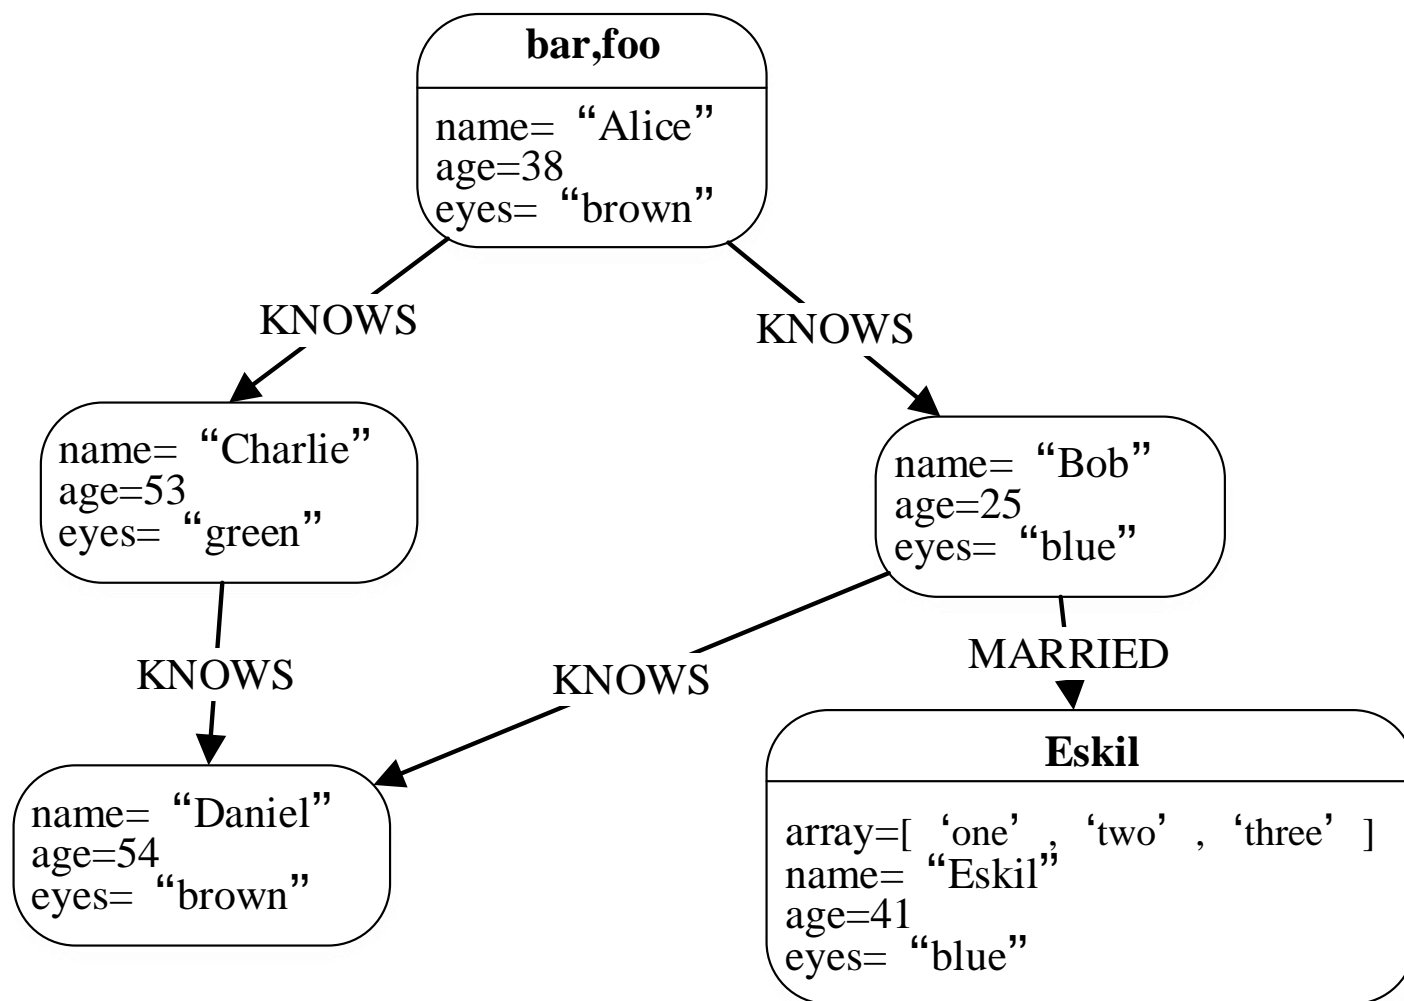 bar,foo
name= “Alice”
age=38
eyes= “brown”
KNOWS
KNOWS
name= “Charlie”
age=53
eyes= “green”
name= “Bob”
age=25
eyes= “blue”
KNOWS
KNOWS
MARRIED
name= “Daniel”
age=54
eyes= “brown”
Eskil
array=[ ‘one’ , ‘two’ , ‘three’ ]
name= “Eskil”
age=41
eyes= “blue”